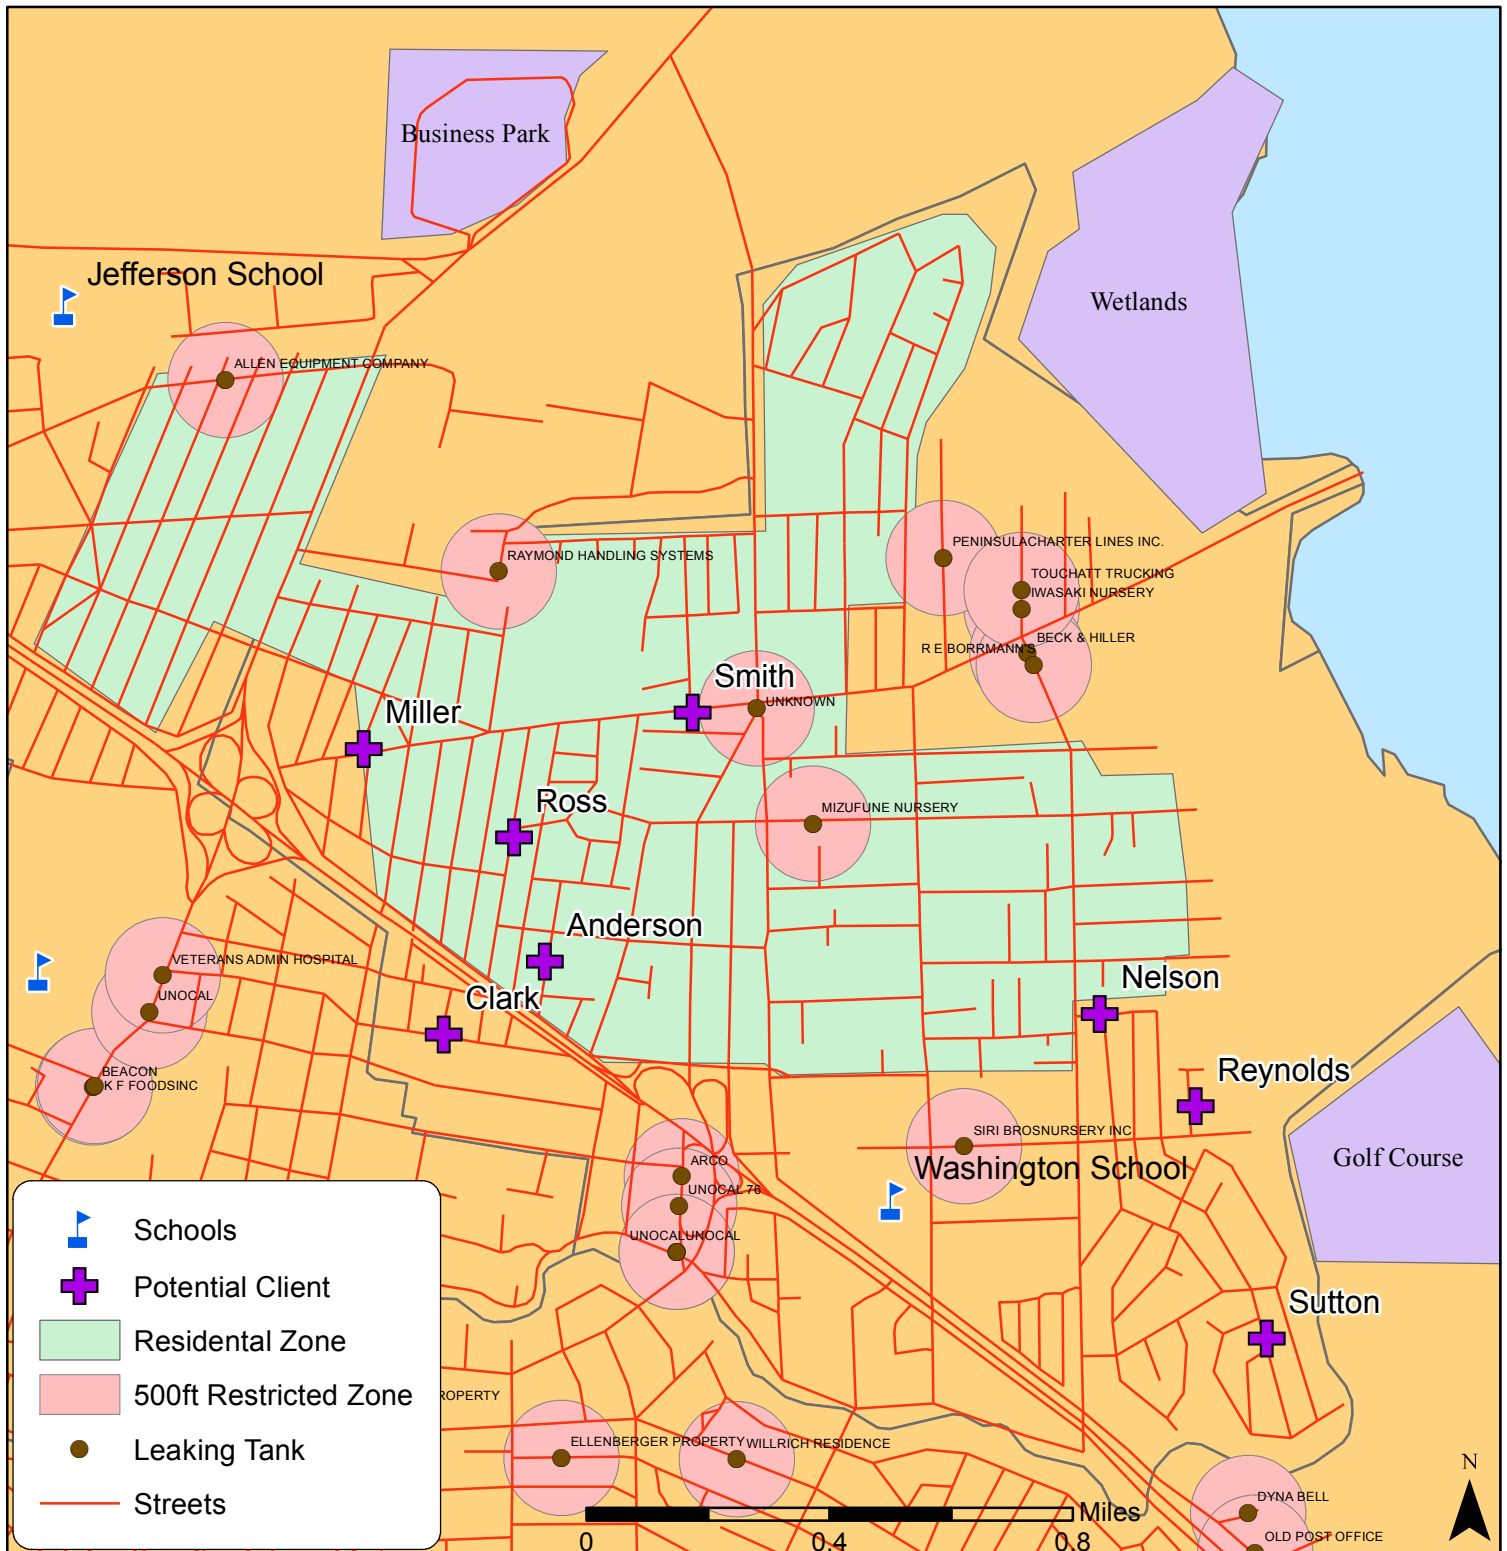 Business Park
Jefferson School
Wetlands
ALLEN EQUIPMENT COMPANY
RAYMOND HANDLING SYSTEMS
PENINSULACHARTER LINES INC.
TOUCHATT TRUCKING
IWASAKI NURSERY
BECK & HILLER
R E BORRMANN'S
Smith
UNKNOWN
Miller
Ross
MIZUFUNE NURSERY
Anderson
VETERANS ADMIN HOSPITAL
Nelson
UNOCAL
Clark
BEACON
K F FOODSINC
Reynolds
SIRI BROSNURSERY INC
Golf Course
ARCO
Washington School
UNOCAL 76
UNOCALUNOCAL
Sutton
ROPERTY
ELLENBERGER PROPERTY
WILLRICH RESIDENCE
DYNA BELL
OLD POST OFFICE
Schools
Potential Client
Residental Zone
500ft Restricted Zone
Leaking Tank
Streets
Miles
0 0.4 0.8
N